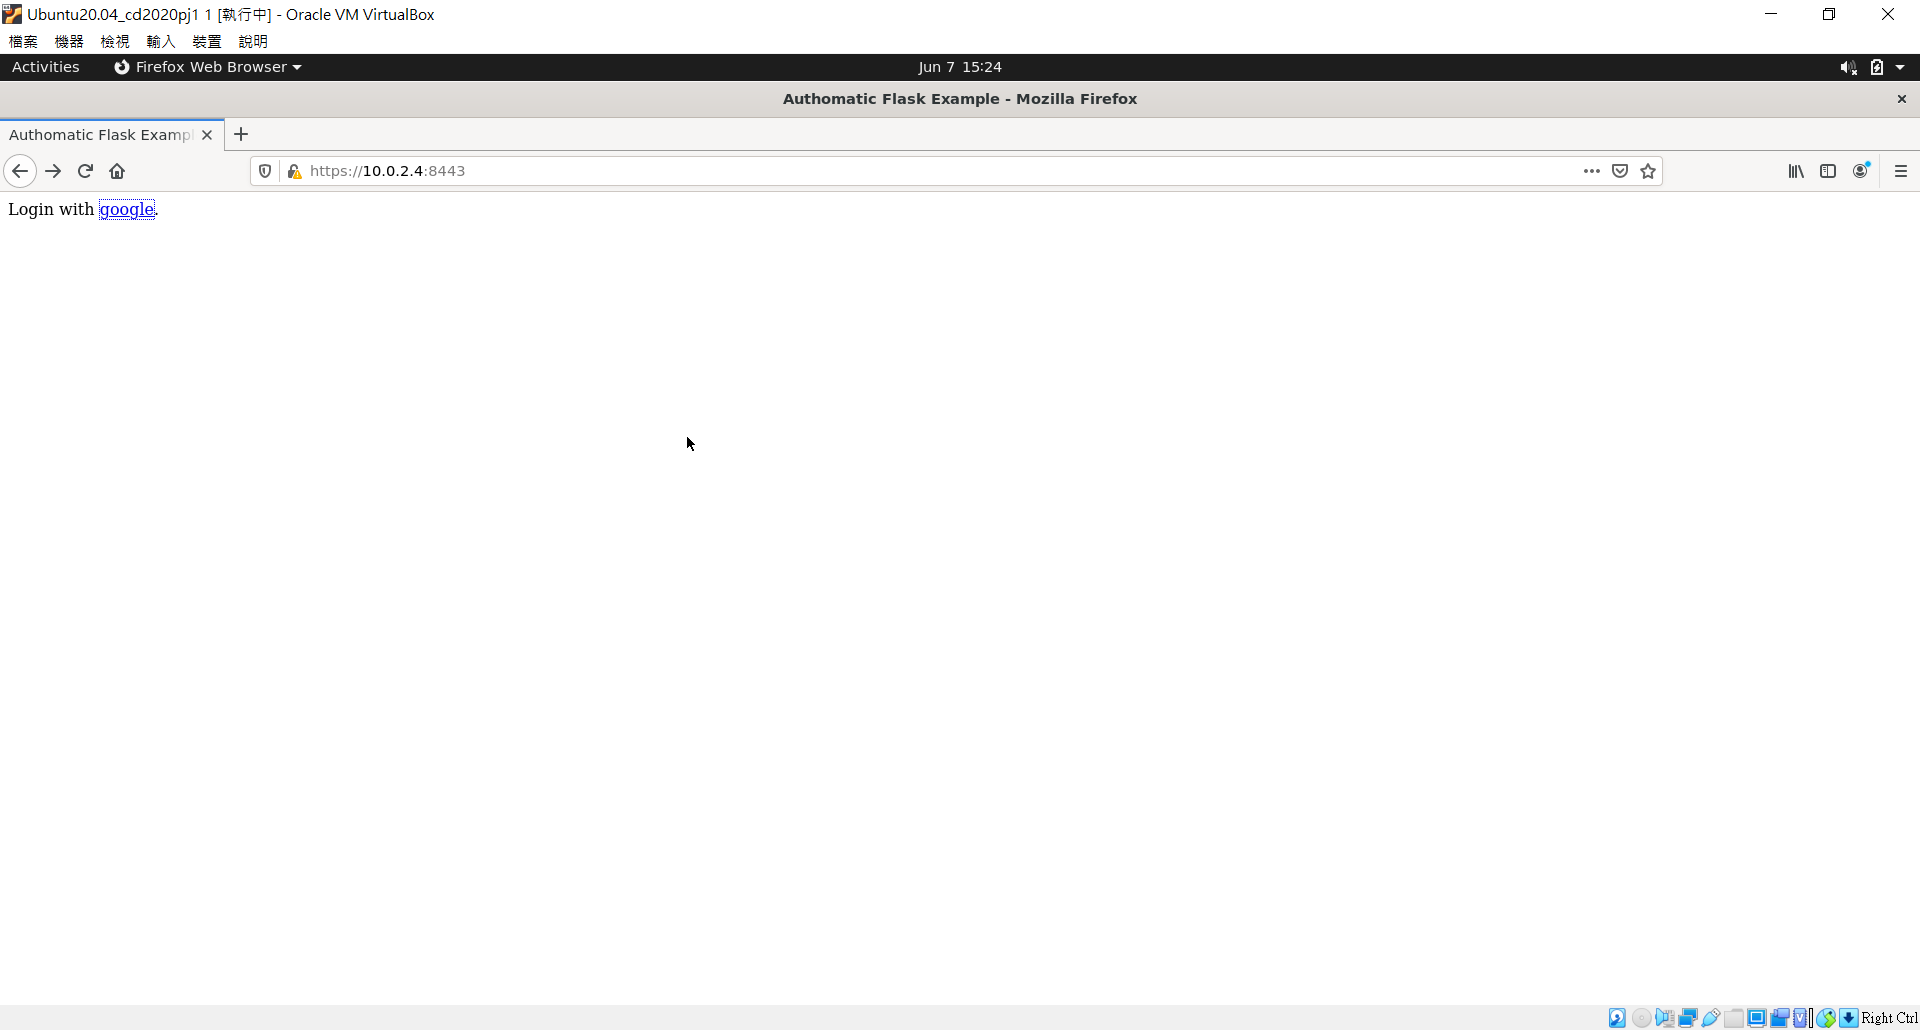 Ubuntu20.04_cd2020pj1 1 [執行中] - Oracle VM VirtualBox
檔案 機器 檢視 輸入 裝置 說明
Activities Firefox Web Browser Jun 7 15:24
Authomatic Flask Example - Mozilla Firefox
Authomatic Flask Exampl
https://10.0.2.4:8443
Login with google.
Right Ctrl